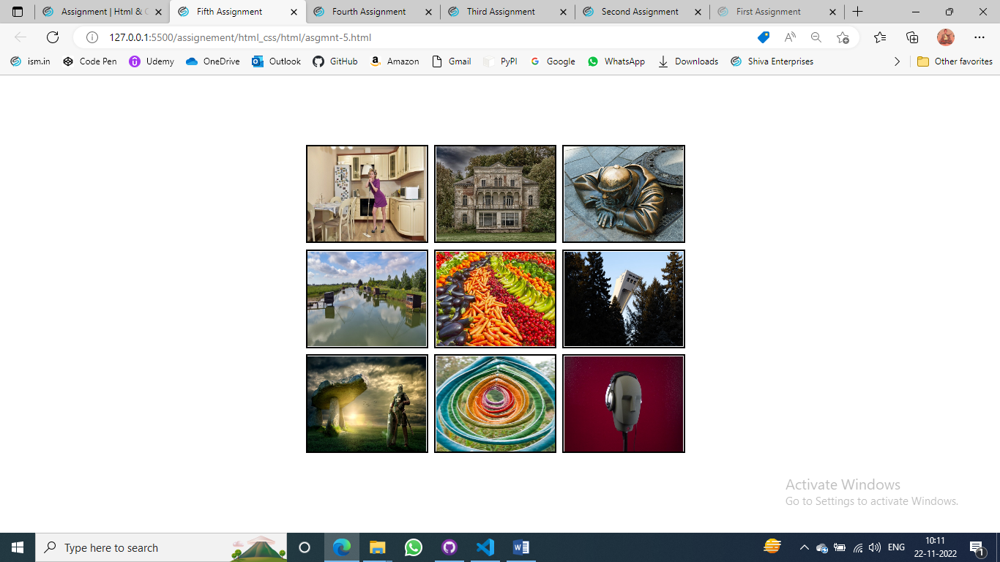 Assignment | Html & C
Fifth Assignment
Fourth Assignment
Third Assignment
Second Assignment
First Assignment
127.0.0.1:5500/assignement/html_css/html/asgmnt-5.html
ism.in
Code Pen
Udemy
OneDrive
Outlook
GitHub
Amazon
Gmail
PyPI
Google
WhatsApp
Downloads
Shiva Enterprises
Other favorites
Activate Windows
Go to Settings to activate Windows.
Type here to search
ENG
10:11
22-11-2022
1